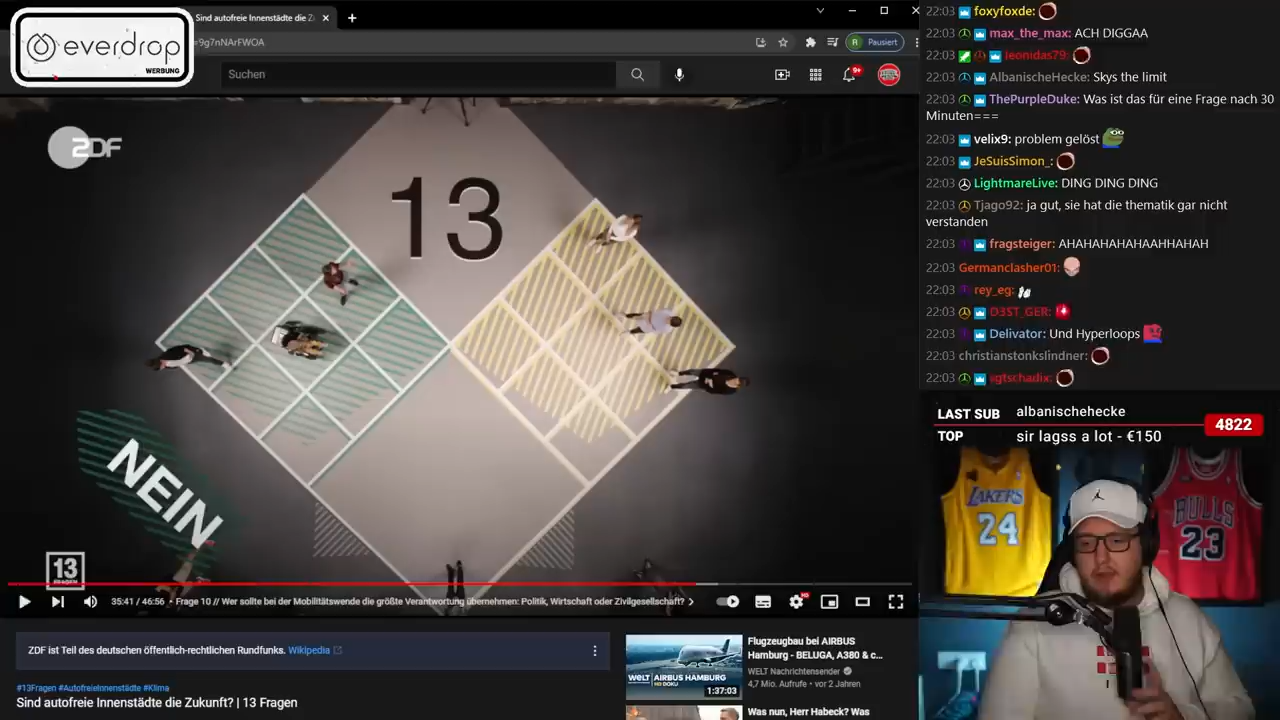 everdrop
WERBUNG
Sind autofreie Innenstädte die Z
=9g7nNArFWOA
R Pausiert
Suchen
9+
ZDF
13
NEIN
13
FRAGEN
35:41 / 46:56 • Frage 10 // Wer sollte bei der Mobilitätswende die größte Verantwortung übernehmen: Politik, Wirtschaft oder Zivilgesellschaft?
ZDF ist Teil des deutschen öffentlich-rechtlichen Rundfunks. Wikipedia
#13Fragen #AutofreieInnenstädte #Klima
Sind autofreie Innenstädte die Zukunft? | 13 Fragen
WELT AIRBUS HAMBURG
HD DOKU
1:37:03
Flugzeugbau bei AIRBUS
Hamburg - BELUGA, A380 & c...
WELT Nachrichtensender
4,7 Mio. Aufrufe • vor 2 Jahren
Was nun, Herr Habeck? Was
22:03 foxyfoxde:
22:03 max_the_max: ACH DIGGAA
22:03 leonidas79:
22:03 AlbanischeHecke: Skys the limit
22:03 ThePurpleDuke: Was ist das für eine Frage nach 30
Minuten===
22:03 velix9: problem gelöst
22:03 JeSuisSimon_:
22:03 LightmareLive: DING DING DING
22:03 Tjago92: ja gut, sie hat die thematik gar nicht
verstanden
22:03 fragsteiger: AHAHAHAHAHAAHHAHAH
22:03 Germanclasher01:
22:03 rey_eg:
22:03 D3ST_GER:
22:03 Delivator: Und Hyperloops
22:03 christianstonkslindner:
22:03 sgtschadix:
LAST SUB albanischehecke
4822
TOP sir lagss a lot - €150
LAKERS
24
BULLS
23